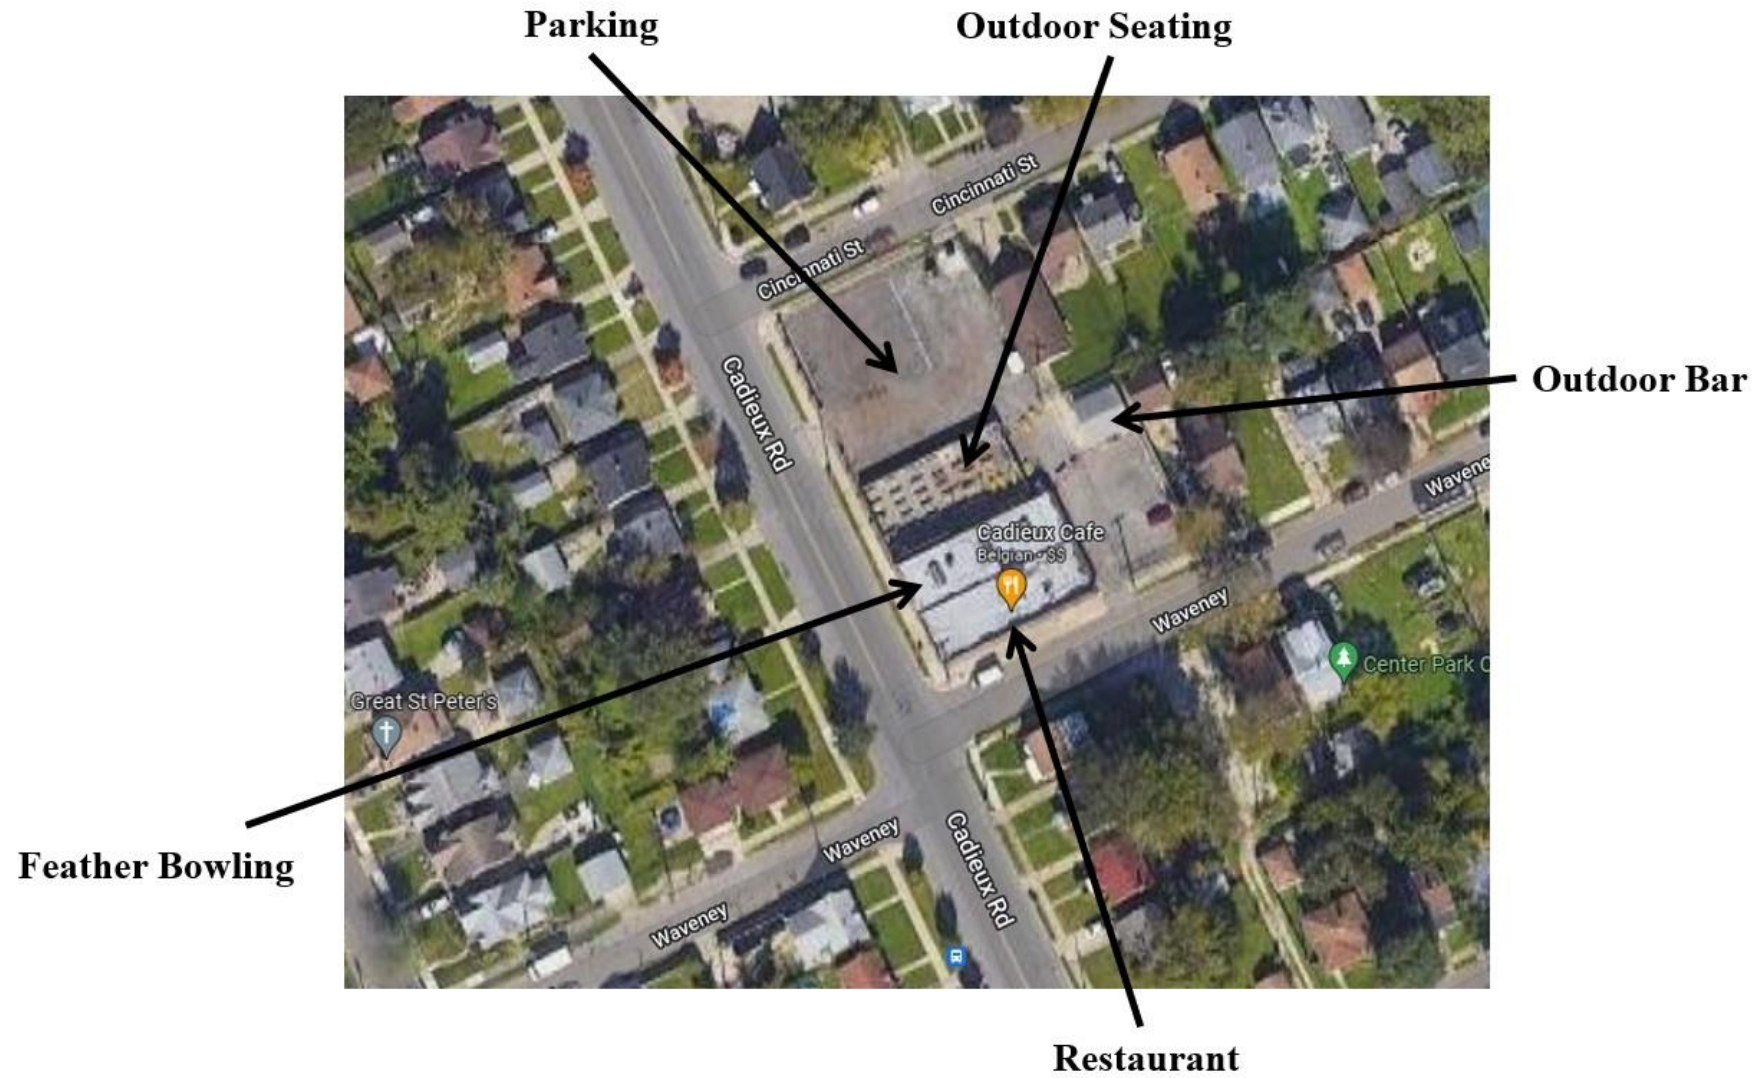 Parking
Outdoor Seating
Cincinnati St
Cincinnati St
Cadieux Rd
Outdoor Bar
Wavene
Cadieux Cafe
Belgian · $$
Waveney
Center Park C
Great St Peter's
Feather Bowling
Waveney
Cadieux Rd
Waveney
Restaurant